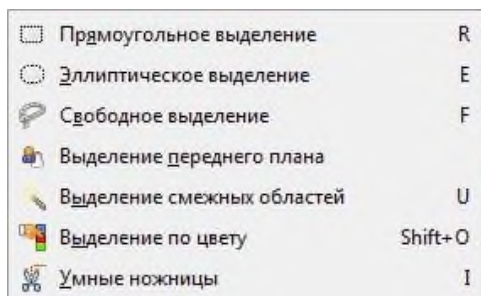 Прямоугольное выделение R
Эллиптическое выделение E
Свободное выделение F
Выделение переднего плана
Выделение смежных областей U
Выделение по цвету Shift+O
Умные ножницы I